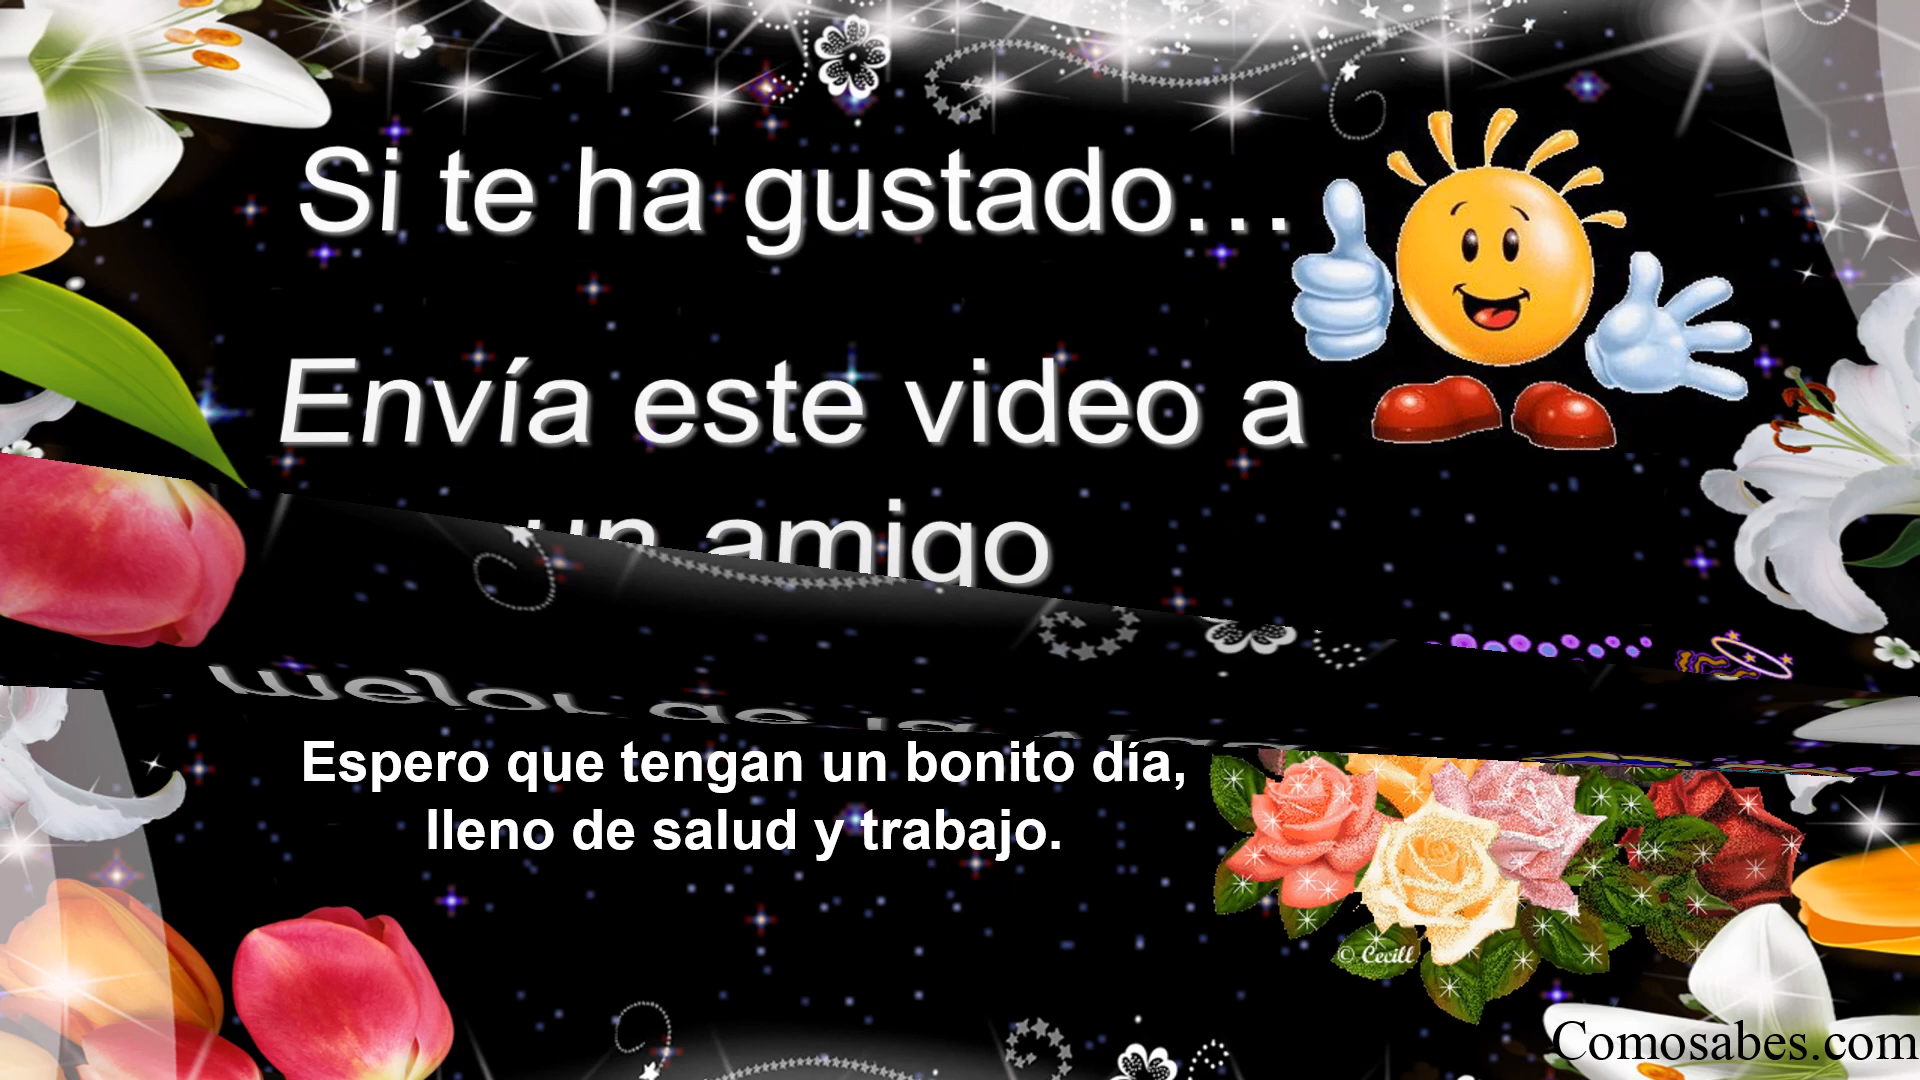 Si te ha gustado…
Envía este video a
un amigo
Espero que tengan un bonito día,
lleno de salud y trabajo.
© Cecill
Comosabes.com